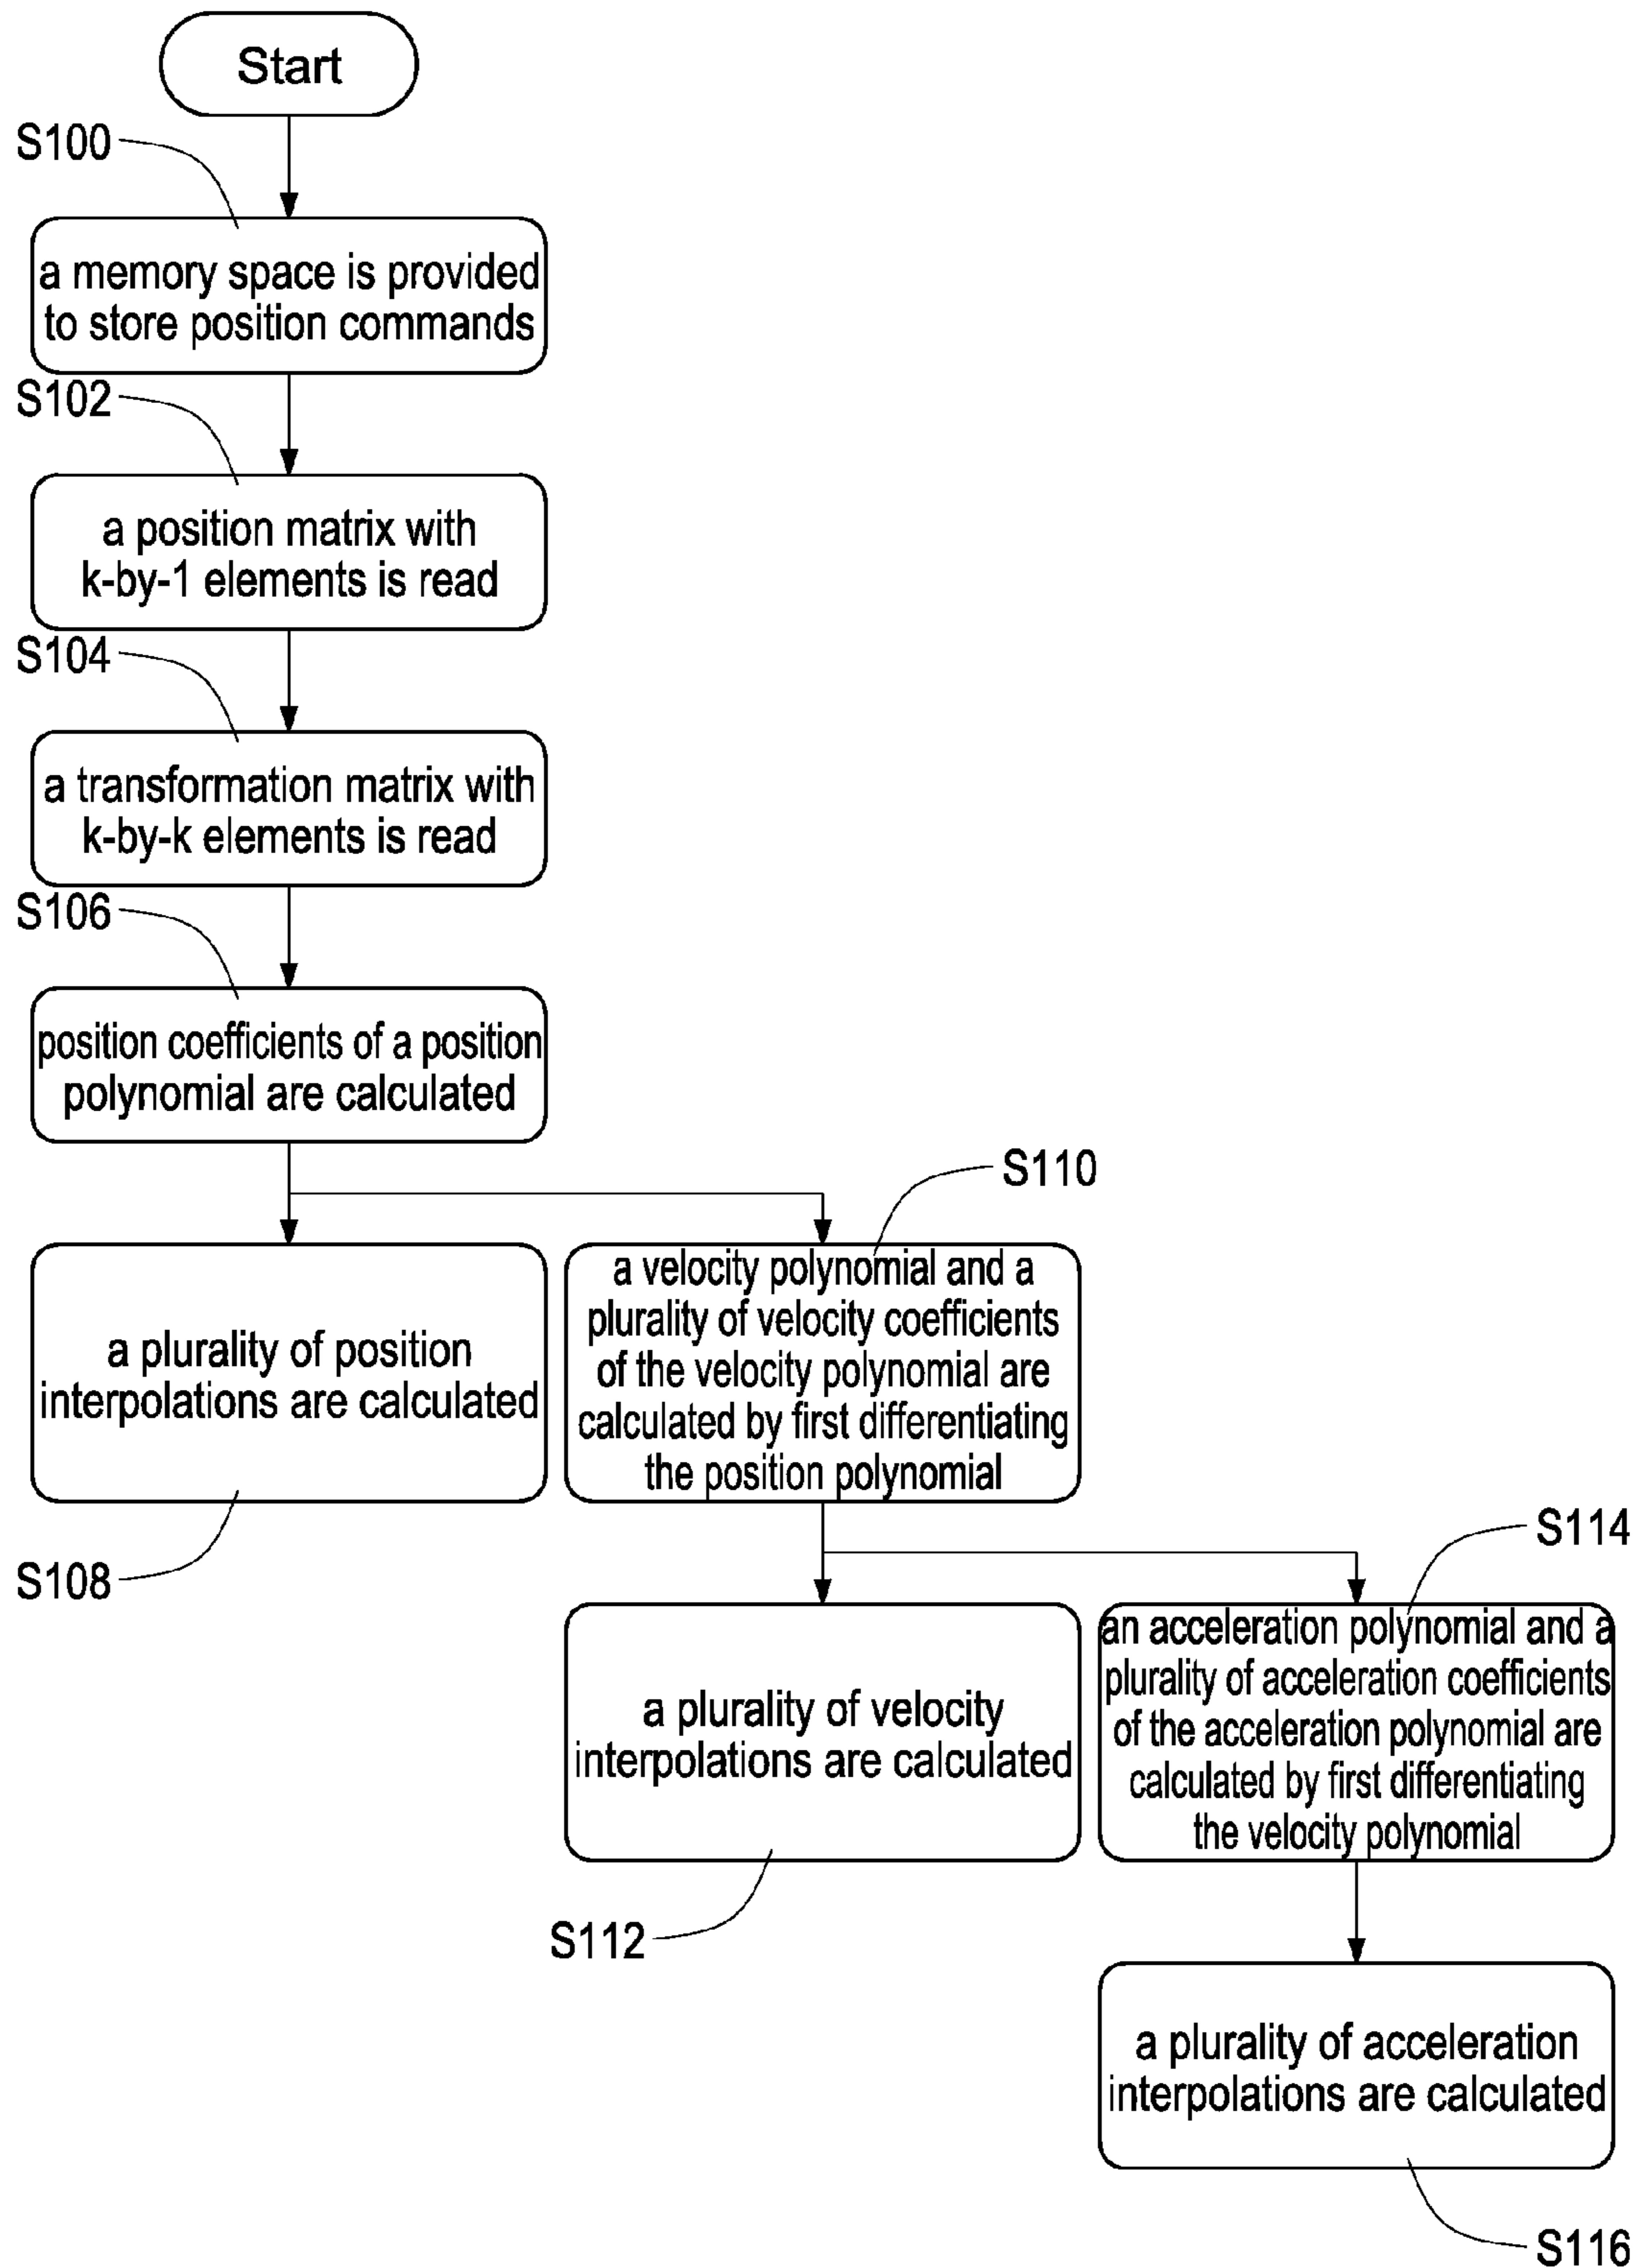 Start
S100
a memory space is provided
to store position commands
S102
a position matrix with
k-by-1 elements is read
S104
a transformation matrix with
k-by-k elements is read
S106
position coefficients of a position
polynomial are calculated
S110
a plurality of position
interpolations are calculated
S108
a velocity polynomial and a
plurality of velocity coefficients
of the velocity polynomial are
calculated by first differentiating
the position polynomial
S114
a plurality of velocity
interpolations are calculated
S112
an acceleration polynomial and a
plurality of acceleration coefficients
of the acceleration polynomial are
calculated by first differentiating
the velocity polynomial
a plurality of acceleration
interpolations are calculated
S116